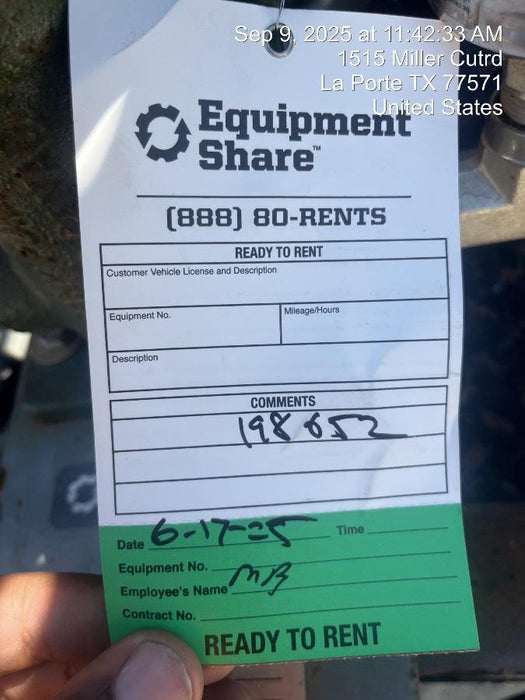 Sep 9, 2025 at 11:42:33 AM
1515 Miller Cutrd
La Porte TX 77571
United States
Equipment
Share™
(888) 80-RENTS
READY TO RENT
Customer Vehicle License and Description
Equipment No.
Mileage/Hours
Description
COMMENTS
198652
Date 6-17-25 Time
Equipment No.
Employee's Name MB
Contract No.
READY TO RENT